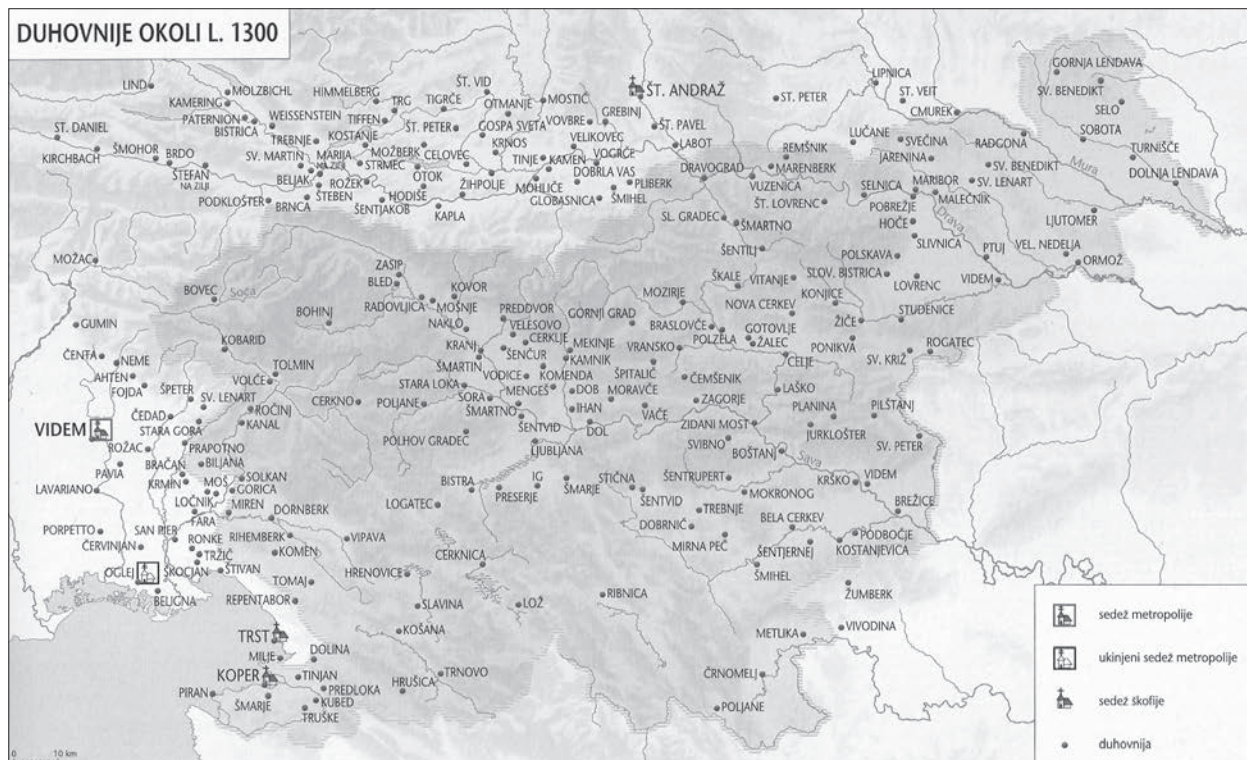 DUHOVNIJE OKOLI L. 1300
LIND
MOLZBICHL
KAMERING
PATERNION
BISTRICA
WEISSENSTEIN
HIMMELBERG
TRG
TIFFEN
TIGRČE
ŠT. VID
OTMANJE
MOSTIČ
ŠT. ANDRAŽ
ST. PETER
LIPNICA
ST. VEIT
CMUREK
GORNJA LENDAVA
SV. BENEDIKT
SELO
SOBOTA
TURNIŠČE
DOLNJA LENDAVA
ST. DANIEL
KIRCHBACH
ŠMOHOR
BRDO
ŠTEFAN
NA ZILJI
TREBNJE
KOSTANJE
SV. MARTIN
MARIJA
NA ZILJI
BELJAK
MOŽBERK
STRMEC
ŠT. PETER
GOSPA SVETA
CELOVEC
KRNOS
VOVBRE
GREBINJ
VELIKOVEC
TINJE
KAMEN
VOGRČE
DOBRLA VAS
ŠT. PAVEL
LABOT
DRAVOGRAD
REMŠNIK
MARENBERK
VUZENICA
LUČANE
SVEČINA
JARENINA
RADGONA
SV. BENEDIKT
Mura
SV. LENART
MARIBOR
MALEČNIK
SELNICA
POBREŽJE
ŠT. LOVRENC
HOČE
SLIVNICA
Drava
PTUJ
LJUTOMER
VEL. NEDELJA
ORMOŽ
VIDEM
PODKLOŠTER
BRNCA
ŠTEBEN
ROŽEK
ŠENTJAKOB
OTOK
HODIŠE
KAPLA
ŽIHPOLJE
MOHLIČE
GLOBASNICA
ŠMIHEL
PLIBERK
SL. GRADEC
ŠMARTNO
ŠENTILJ
POLSKAVA
SLOV. BISTRICA
LOVRENC
MOŽAC
BOVEC
Soča
ZASIP
BLED
RADOVLJICA
MOŠNJE
KOVOR
NAKLO
BOHINJ
PREDDVOR
VELESOVO
CERKLJE
KRANJ
ŠENČUR
ŠMARTIN
GORNJI GRAD
MOZIRJE
ŠKALE
VITANJE
NOVA CERKEV
KONJICE
STUDENICE
ŽIČE
BRASLOVČE
POLZELA
GOTOVLJE
ŽALEC
PONIKVA
CELJE
SV. KRIŽ
ROGATEC
GUMIN
ČENTA
NEME
AHTEN
FOJDA
KOBARID
TOLMIN
VOLČE
ŠPETER
SV. LENART
ČEDAD
STARA GORA
ROČINJ
KANAL
CERKNO
POLJANE
STARA LOKA
SORA
ŠMARTNO
VODICE
MENGEŠ
MEKINJE
KAMNIK
KOMENDA
DOB
IHAN
DOL
ŠENTVID
LJUBLJANA
POLHOV GRADEC
MORAVČE
ŠPITALIČ
VRANSKO
ČEMŠENIK
ZAGORJE
VAČE
LAŠKO
PLANINA
JURKLOŠTER
PILŠTANJ
SV. PETER
ZIDANI MOST
SVIBNO
BOŠTANJ
Sava
VIDEM
ROŽAC
PAVIA
LAVARIANO
PRAPOTNO
BRAČAN
BILJANA
KRMIN
MOŠ
SOLKAN
GORICA
LOČNIK
MIREN
FARA
DORNBERK
PORPETTO
SAN PJER
ČERVINJAN
RONKE
TRŽIČ
OGLEJ
ŠKOCJAN
ŠTIVAN
BELIGNA
RIHEMBERK
KOMEN
VIPAVA
TOMAJ
REPENTABOR
HRENOVICE
LOGATEC
BISTRA
PRESERJE
IG
ŠMARJE
STIČNA
ŠENTVID
ŠENTRUPERT
MOKRONOG
TREBNJE
DOBRNIČ
MIRNA PEČ
KRŠKO
BREŽICE
BELA CERKEV
ŠENTJERNEJ
PODBOČJE
KOSTANJEVICA
ŠMIHEL
ŽUMBERK
CERKNICA
SLAVINA
LOŽ
RIBNICA
KOŠANA
TRST
MILJE
DOLINA
KOPER
TINJAN
PREDLOKA
PIRAN
ŠMARJE
KUBED
TRUŠKE
HRUŠICA
TRNOVO
METLIKA
VIVODINA
ČRNOMELJ
POLJANE
sedež metropolije
ukinjeni sedež metropolije
sedež škofije
duhovnija
0 10 km